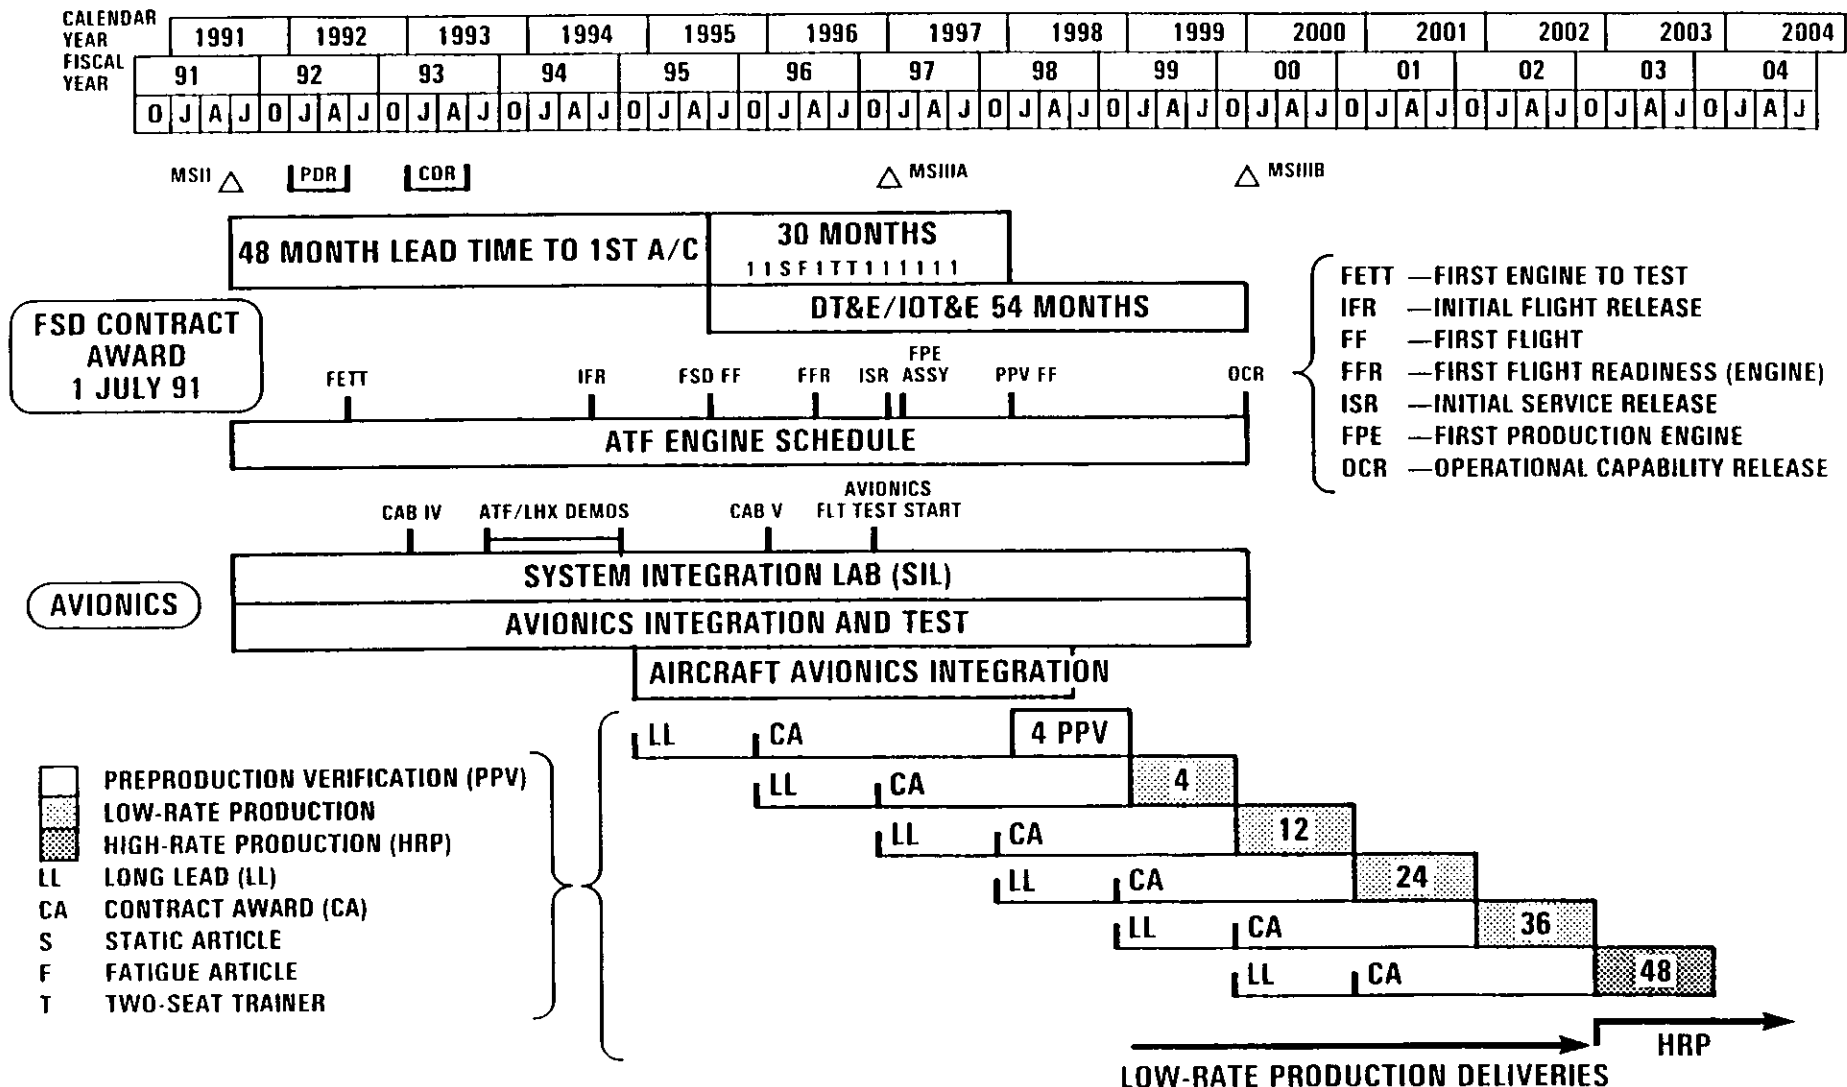 CALENDAR YEAR 1991 1992 1993 1994 1995 1996 1997 1998 1999 2000 2001 2002 2003 2004
FISCAL YEAR 91 92 93 94 95 96 97 98 99 00 01 02 03 04
O J A J O J A J O J A J O J A J O J A J O J A J O J A J O J A J O J A J O J A J O J A J O J A J O J A J O J A J
MSII PDR CDR MSIIIA MSIIIB
48 MONTH LEAD TIME TO 1ST A/C
30 MONTHS
1 1 S F 1 T T 1 1 1 1 1 1
DT&E/IOT&E 54 MONTHS
FSD CONTRACT
AWARD
1 JULY 91
FETT IFR FSD FF FFR ISR FPE ASSY PPV FF OCR
ATF ENGINE SCHEDULE
FETT —FIRST ENGINE TO TEST
IFR —INITIAL FLIGHT RELEASE
FF —FIRST FLIGHT
FFR —FIRST FLIGHT READINESS (ENGINE)
ISR —INITIAL SERVICE RELEASE
FPE —FIRST PRODUCTION ENGINE
OCR —OPERATIONAL CAPABILITY RELEASE
CAB IV ATF/LHX DEMOS CAB V AVIONICS FLT TEST START
AVIONICS
SYSTEM INTEGRATION LAB (SIL)
AVIONICS INTEGRATION AND TEST
AIRCRAFT AVIONICS INTEGRATION
PREPRODUCTION VERIFICATION (PPV)
LOW-RATE PRODUCTION
HIGH-RATE PRODUCTION (HRP)
LL LONG LEAD (LL)
CA CONTRACT AWARD (CA)
S STATIC ARTICLE
F FATIGUE ARTICLE
T TWO-SEAT TRAINER
LL CA 4 PPV
LL CA 4
LL CA 12
LL CA 24
LL CA 36
LL CA 48
HRP
LOW-RATE PRODUCTION DELIVERIES